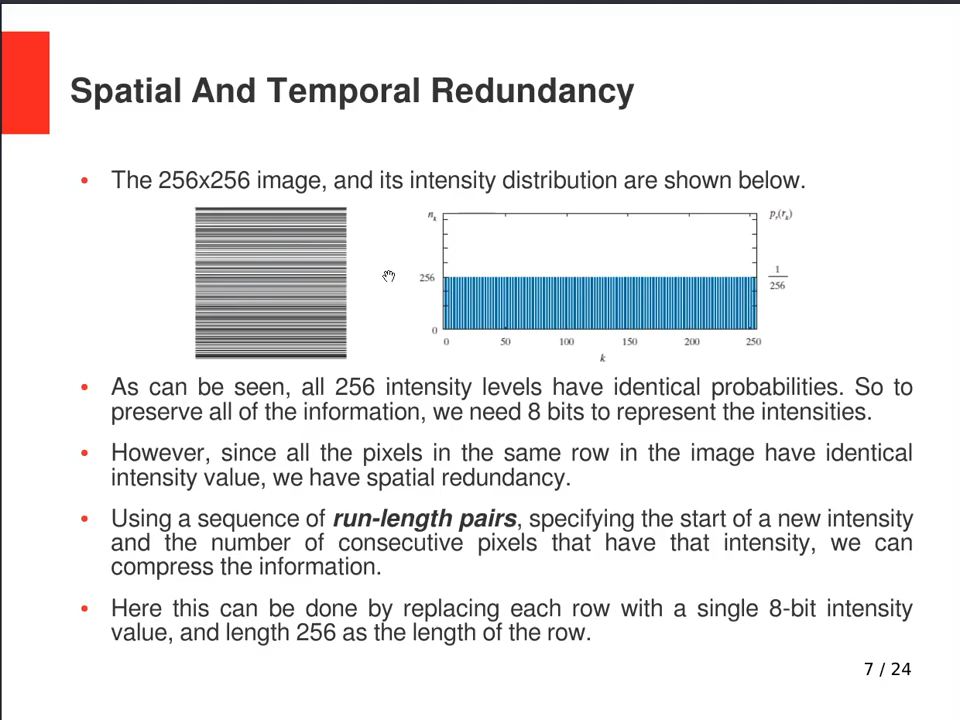 Spatial And Temporal Redundancy
• The 256x256 image, and its intensity distribution are shown below.
n_k
p_r(r_k)
256
1
256
0
0 50 100 150 200 250
k
• As can be seen, all 256 intensity levels have identical probabilities. So to
preserve all of the information, we need 8 bits to represent the intensities.
• However, since all the pixels in the same row in the image have identical
intensity value, we have spatial redundancy.
• Using a sequence of run-length pairs, specifying the start of a new intensity
and the number of consecutive pixels that have that intensity, we can
compress the information.
• Here this can be done by replacing each row with a single 8-bit intensity
value, and length 256 as the length of the row.
7 / 24